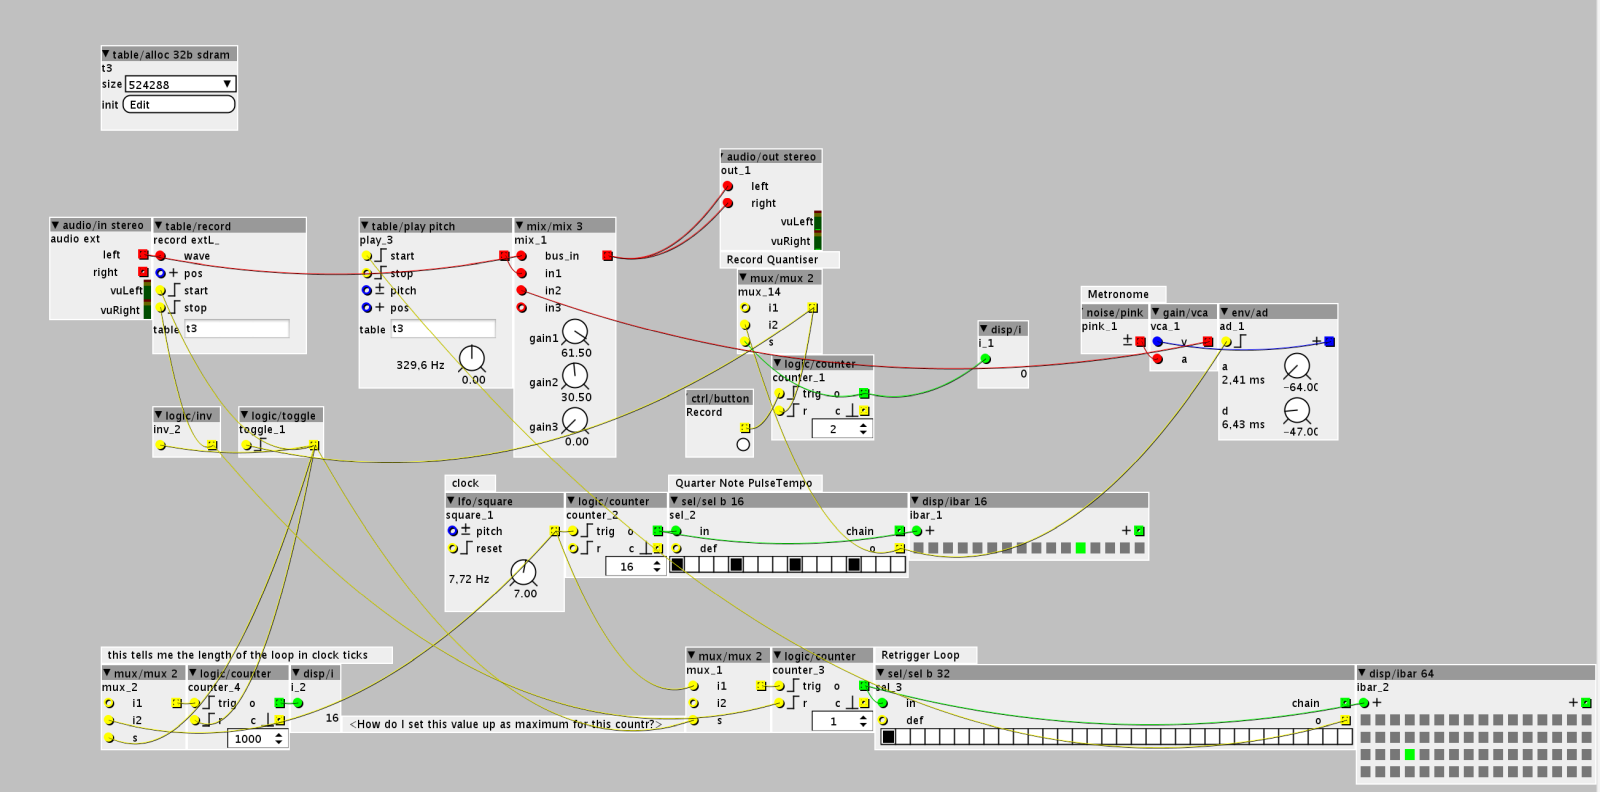 table/alloc 32b sdram
t3
size 524288
init Edit
audio/out stereo
out_1
left
right
vuLeft
vuRight
audio/in stereo
audio ext
left
right
vuLeft
vuRight
table/record
record extL_
wave
+ pos
start
stop
table t3
table/play pitch
play_3
start
stop
± pitch
+ pos
table t3
329,6 Hz
0.00
mix/mix 3
mix_1
bus_in
in1
in2
in3
gain1
61.50
gain2
30.50
gain3
0.00
Record Quantiser
mux/mux 2
mux_14
i1
i2
s
logic/counter
counter_1
trig o
r c
2
ctrl/button
Record
disp/i
i_1
0
Metronome
noise/pink
pink_1
±
gain/vca
vca_1
v
a
env/ad
ad_1
+
a
2,41 ms
-64.00
d
6,43 ms
-47.00
logic/inv
inv_2
logic/toggle
toggle_1
clock
lfo/square
square_1
± pitch
reset
7,72 Hz
7.00
logic/counter
counter_2
trig o
r c
16
Quarter Note PulseTempo
sel/sel b 16
sel_2
in chain
def o
disp/ibar 16
ibar_1
+ +
this tells me the length of the loop in clock ticks
mux/mux 2
mux_2
i1
i2
s
logic/counter
counter_4
trig o
r c
1000
disp/i
i_2
16
<How do I set this value up as maximum for this countr?>
mux/mux 2
mux_1
i1
i2
s
logic/counter
counter_3
trig o
r c
1
Retrigger Loop
sel/sel b 32
sel_3
in chain
def o
disp/ibar 64
ibar_2
+ +